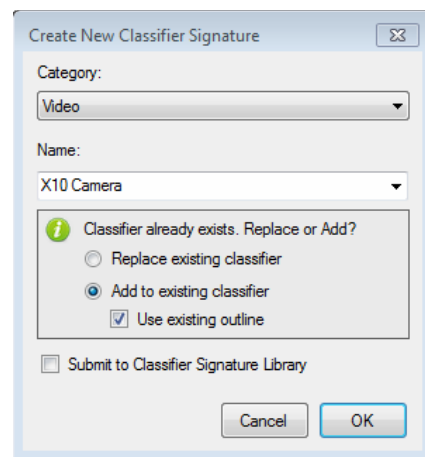 Create New Classifier Signature
Category:
Video
Name:
X10 Camera
Classifier already exists. Replace or Add?
Replace existing classifier
Add to existing classifier
Use existing outline
Submit to Classifier Signature Library
Cancel OK